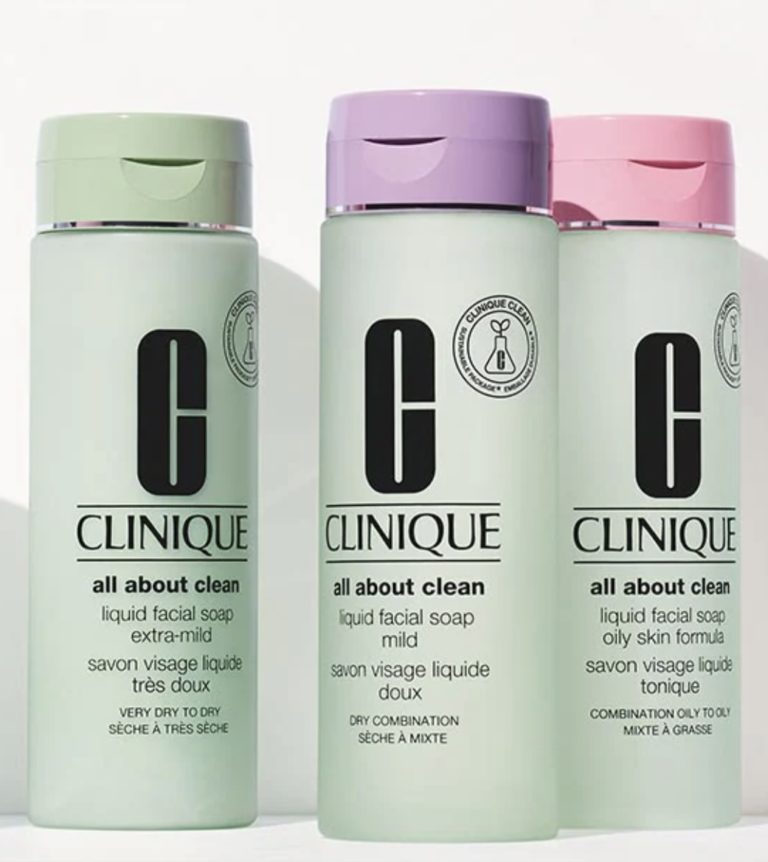 C
CLINIQUE
all about clean
liquid facial soap
extra-mild
savon visage liquide
très doux
VERY DRY TO DRY
SÈCHE À TRÈS SÈCHE
CLINIQUE CLEAN
SUSTAINABLE PACKAGE* EMBALLAGE
C
C
CLINIQUE
all about clean
liquid facial soap
mild
savon visage liquide
doux
DRY COMBINATION
SÈCHE À MIXTE
C
CLINIQUE
all about clean
liquid facial soap
oily skin formula
savon visage liquide
tonique
COMBINATION OILY TO OILY
MIXTE À GRASSE